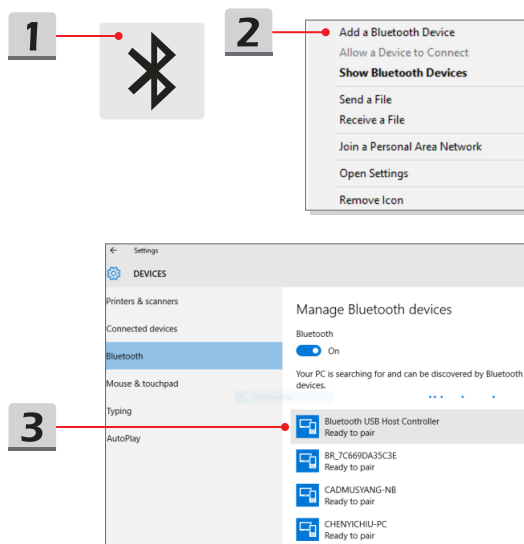 1
2
Add a Bluetooth Device
Allow a Device to Connect
Show Bluetooth Devices
Send a File
Receive a File
Join a Personal Area Network
Open Settings
Remove Icon
Settings
DEVICES
Printers & scanners
Connected devices
Bluetooth
Mouse & touchpad
Typing
AutoPlay
Manage Bluetooth devices
Bluetooth
On
Your PC is searching for and can be discovered by Bluetooth
devices.
3
Bluetooth USB Host Controller
Ready to pair
BR_7C669DA35C3E
Ready to pair
CADMUSYANG-NB
Ready to pair
CHENYICHIU-PC
Ready to pair